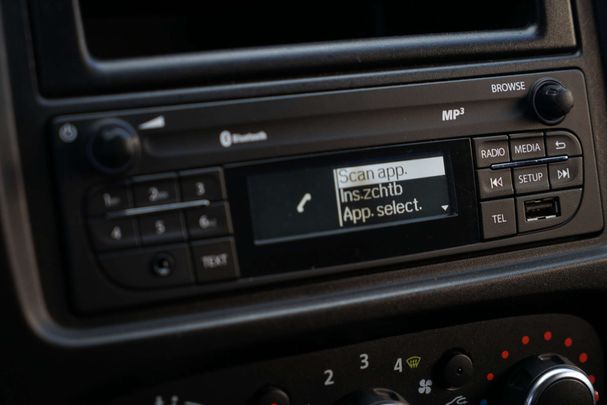 BROWSE
MP3
Bluetooth
RADIO MEDIA
SETUP
TEL
1 2 3
4 5 6
TEXT
Scan app.
Ins.zchtb
App. select.
2 3 4